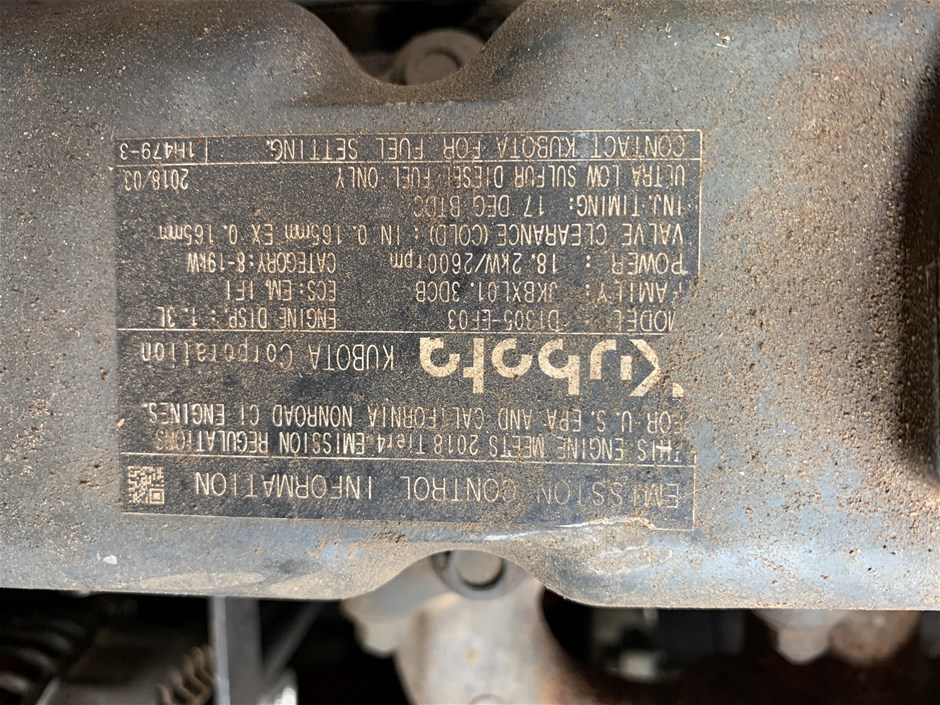 EMISSION CONTROL INFORMATION
THIS ENGINE MEETS 2018 Tier4 EMISSION REGULATIONS
FOR U.S. EPA AND CALIFORNIA NONROAD CI ENGINES.
Kubota KUBOTA Corporation
MODEL : D1305-EF03 ENGINE DISP.: 1.3L
FAMILY: JKBXL01.3DCB ECS:EM,IFI
POWER : 18.2kW/2600rpm CATEGORY:8-19kW
VALVE CLEARANCE(COLD): IN 0.165mm EX 0.165mm
INJ.TIMING: 17 DEG BTDC
ULTRA LOW SULFUR DIESEL FUEL ONLY 2018/03
CONTACT KUBOTA FOR FUEL SETTING. 1H479-3